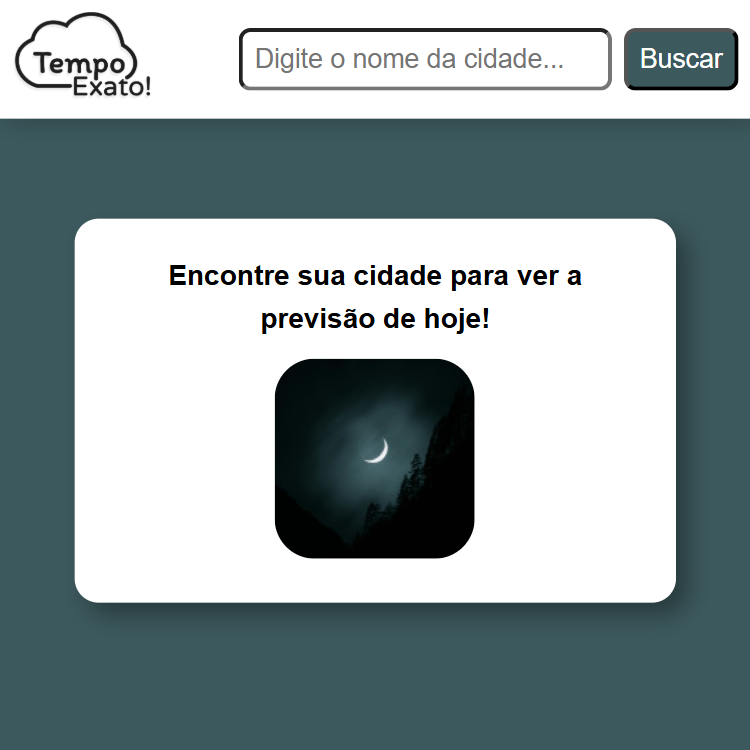 Tempo
Exato!
Digite o nome da cidade...
Buscar
Encontre sua cidade para ver a
previsão de hoje!